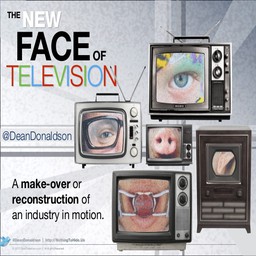 THE NEW
FACE OF
TELEVISION
@DeanDonaldson
A make-over or
reconstruction of
an industry in motion.